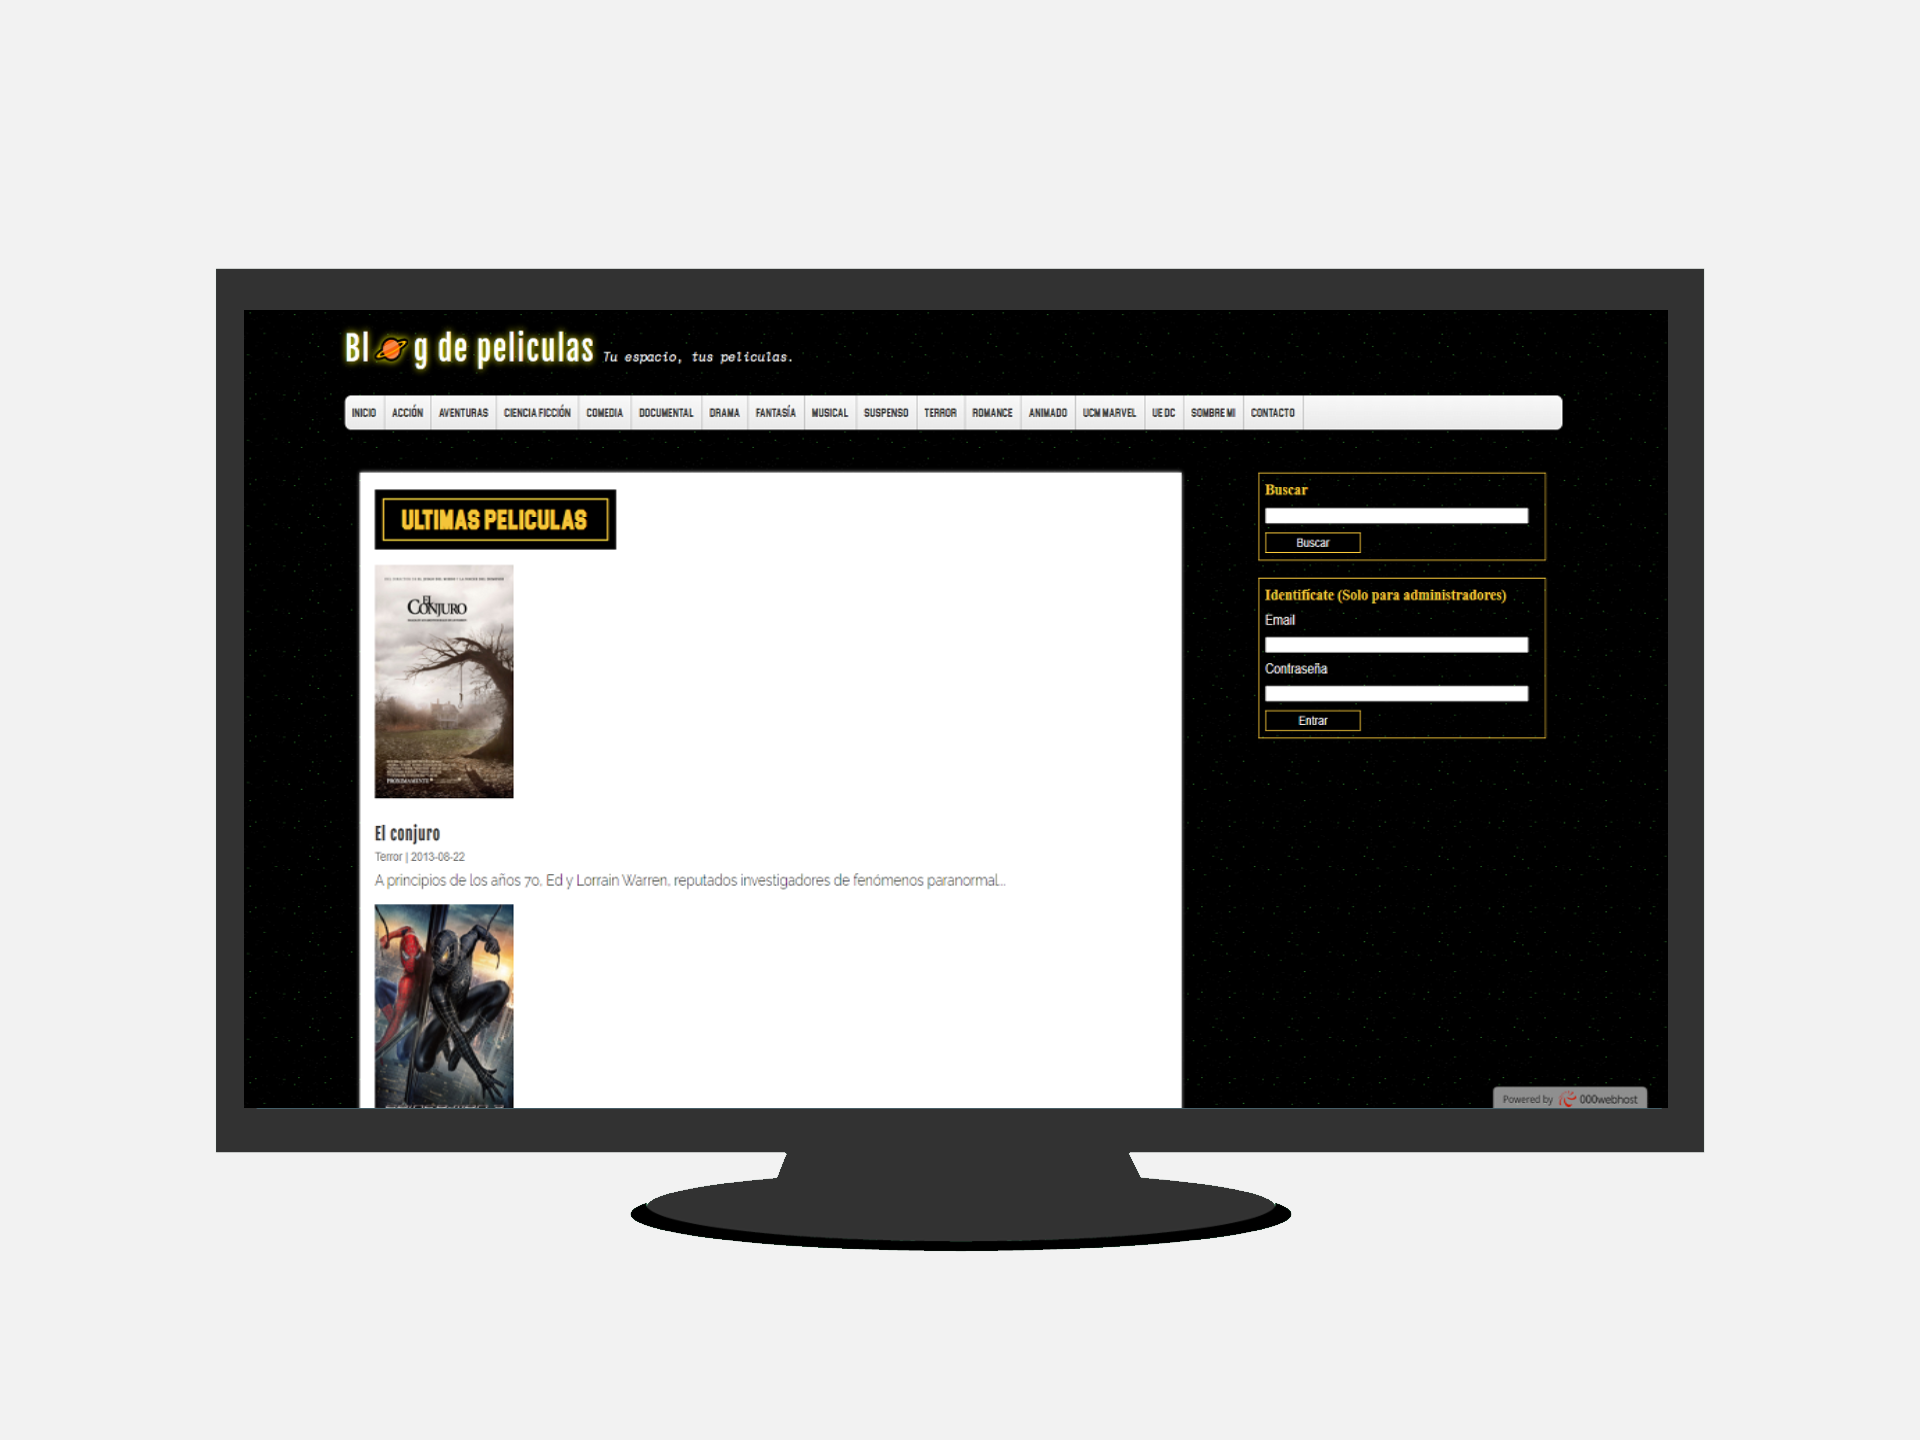 Bl g de peliculas Tu espacio, tus peliculas.
INICIO ACCIÓN AVENTURAS CIENCIA FICCIÓN COMEDIA DOCUMENTAL DRAMA FANTASÍA MUSICAL SUSPENSO TERROR ROMANCE ANIMADO UCM MARVEL UE DC SOMBRE MI CONTACTO
ULTIMAS PELICULAS
EL
CONJURO
PROXIMAMENTE
El conjuro
Terror | 2013-08-22
A principios de los años 70, Ed y Lorrain Warren, reputados investigadores de fenómenos paranormal...
Buscar
Buscar
Identifícate (Solo para administradores)
Email
Contraseña
Entrar
Powered by 000webhost